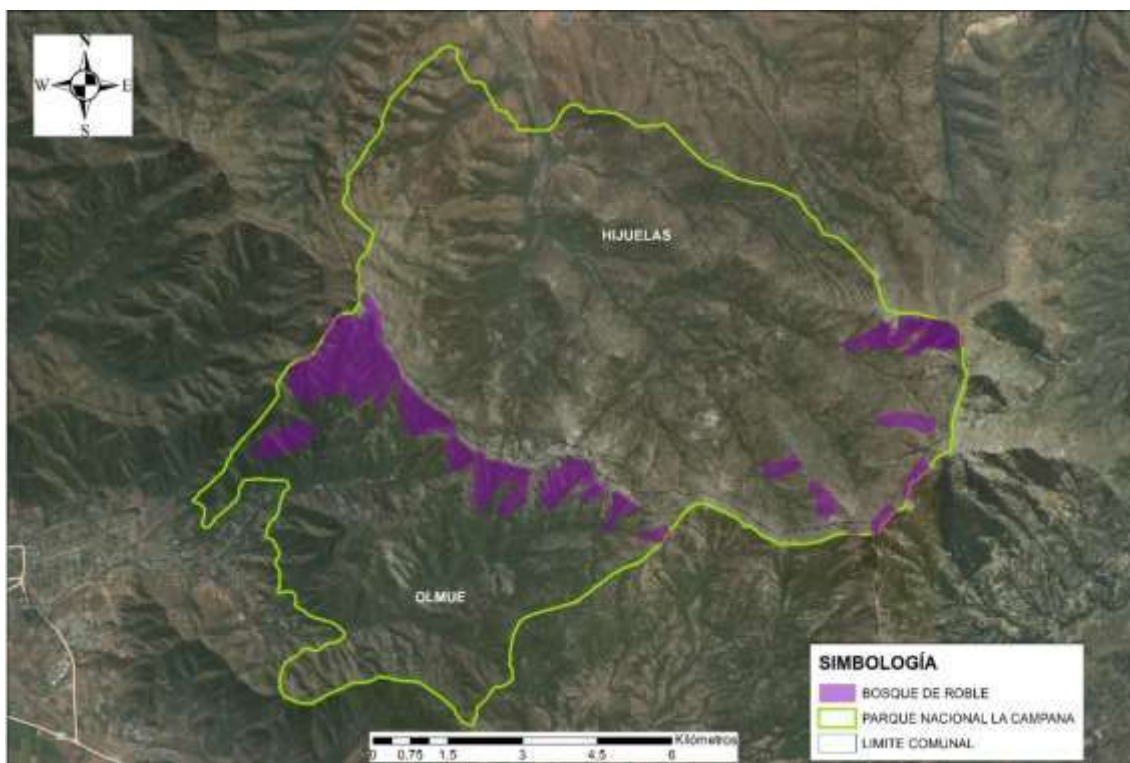 N
W E
S
HIJUELAS
OLMUE
SIMBOLOGÍA
BOSQUE DE ROBLE
PARQUE NACIONAL LA CAMPANA
LIMITE COMUNAL
Kilómetros
0 0.75 1.5 3 4.5 6